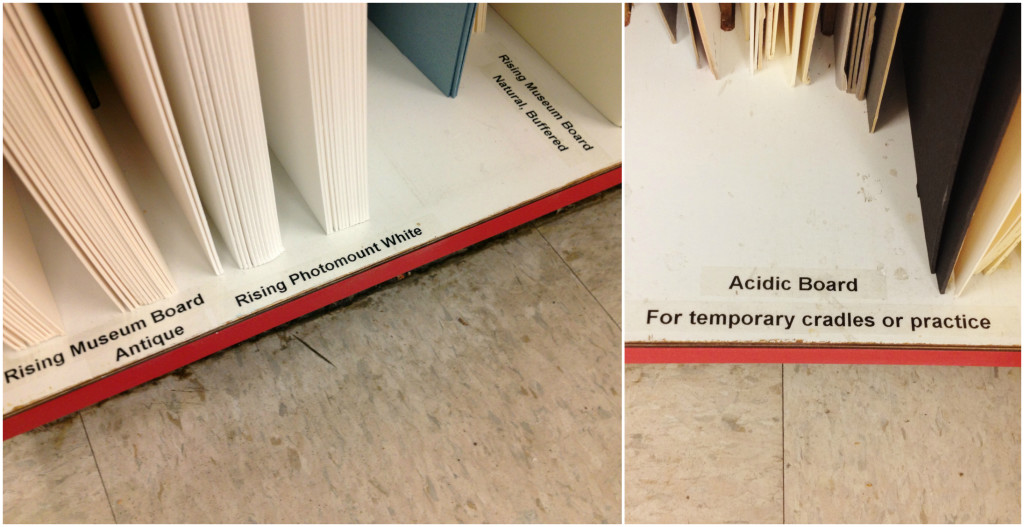 Rising Museum Board
Antique
Rising Photomount White
Rising Museum Board
Natural, Buffered
Acidic Board
For temporary cradles or practice